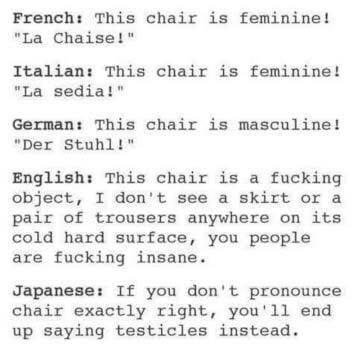 French: This chair is feminine!
"La Chaise!"
Italian: This chair is feminine!
"La sedia!"
German: This chair is masculine!
"Der Stuhl!"
English: This chair is a fucking
object, I don't see a skirt or a
pair of trousers anywhere on its
cold hard surface, you people
are fucking insane.
Japanese: If you don't pronounce
chair exactly right, you'll end
up saying testicles instead.